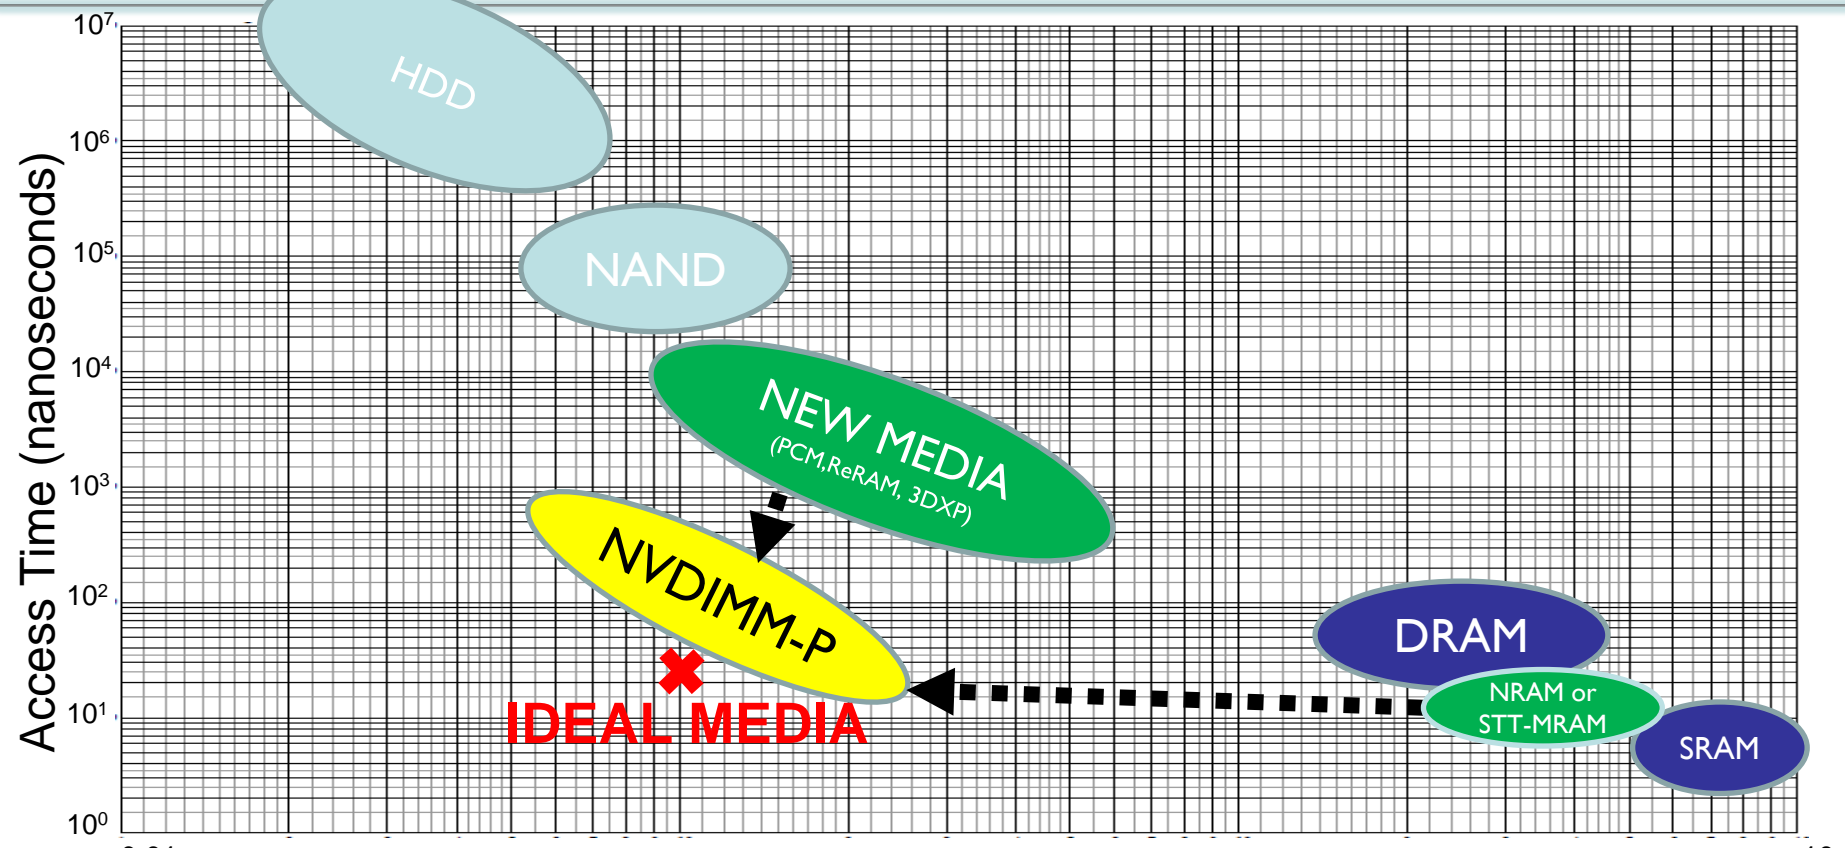 10⁷
HDD
10⁶
Access Time (nanoseconds)
10⁵
NAND
10⁴
NEW MEDIA
(PCM,ReRAM, 3DXP)
10³
NVDIMM-P
10²
DRAM
IDEAL MEDIA
NRAM or
STT-MRAM
10¹
SRAM
10⁰